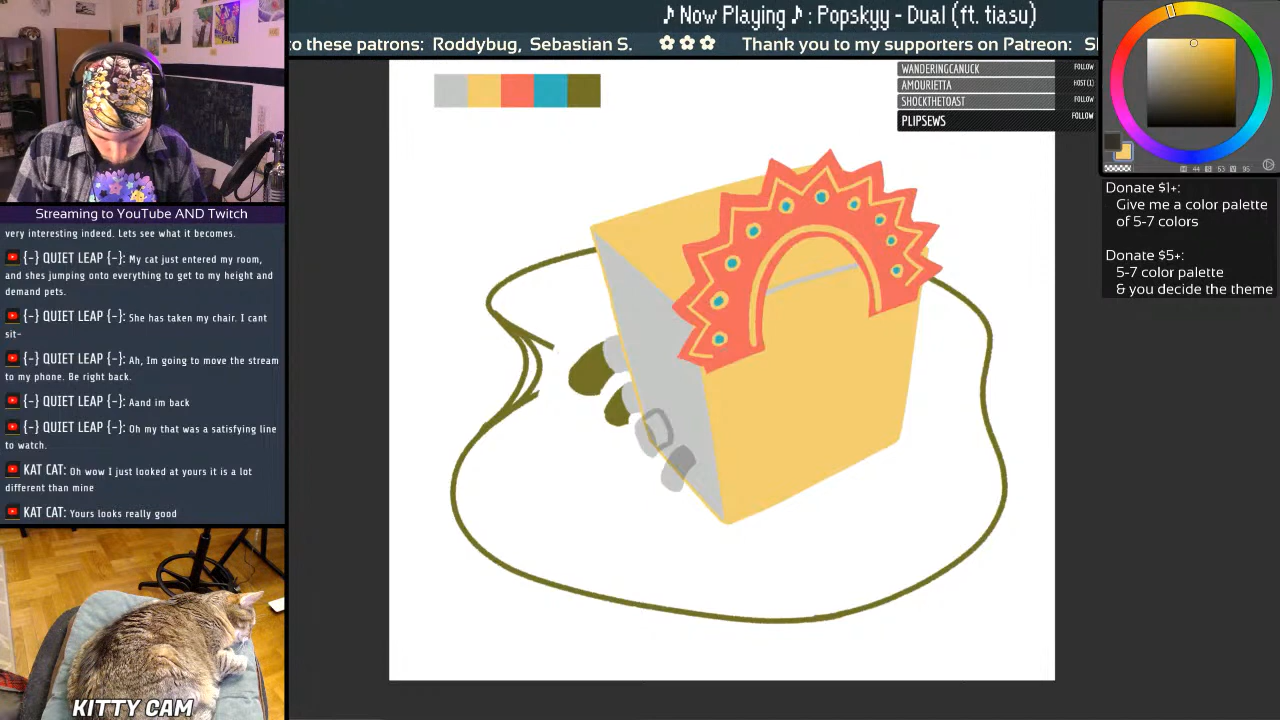 ♪ Now Playing ♪ : Popskyy - Dual (ft. tiasu)
to these patrons: Roddybug, Sebastian S. ✿ ✿ ✿ Thank you to my supporters on Patreon:
WANDERINGCANUCK FOLLOW
AMOURIETTA HOST(1)
SHOCKTHETOAST FOLLOW
PLIPSEWS FOLLOW
Donate $1+:
Give me a color palette
of 5-7 colors
Donate $5+:
5-7 color palette
& you decide the theme
Streaming to YouTube AND Twitch
very interesting indeed. Lets see what it becomes.
{-} QUIET LEAP {-}: My cat just entered my room,
and shes jumping onto everything to get to my height and
demand pets.
{-} QUIET LEAP {-}: She has taken my chair. I cant
sit-
{-} QUIET LEAP {-}: Ah, Im going to move the stream
to my phone. Be right back.
{-} QUIET LEAP {-}: Aand im back
{-} QUIET LEAP {-}: Oh my that was a satisfying line
to watch.
KAT CAT: Oh wow I just looked at yours it is a lot
different than mine
KAT CAT: Yours looks really good
KITTY CAM